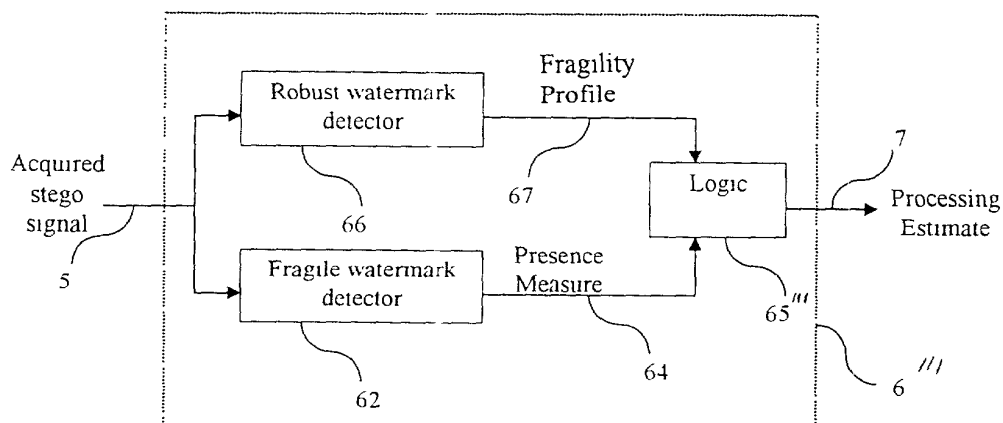 Robust watermark
detector
66
Fragility
Profile
67
Acquired
stego
signal
5
Logic
65'''
7
Processing
Estimate
Fragile watermark
detector
62
Presence
Measure
64
6 '''